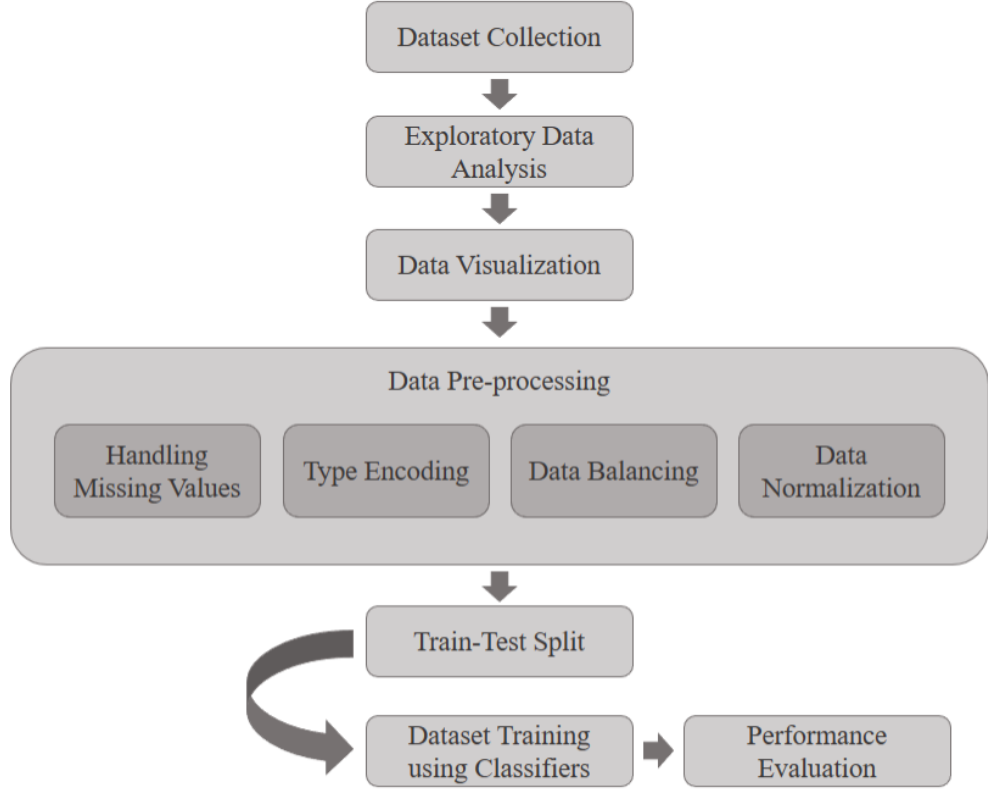 Dataset Collection
Exploratory Data
Analysis
Data Visualization
Data Pre-processing
Handling
Missing Values
Type Encoding
Data Balancing
Data
Normalization
Train-Test Split
Dataset Training
using Classifiers
Performance
Evaluation